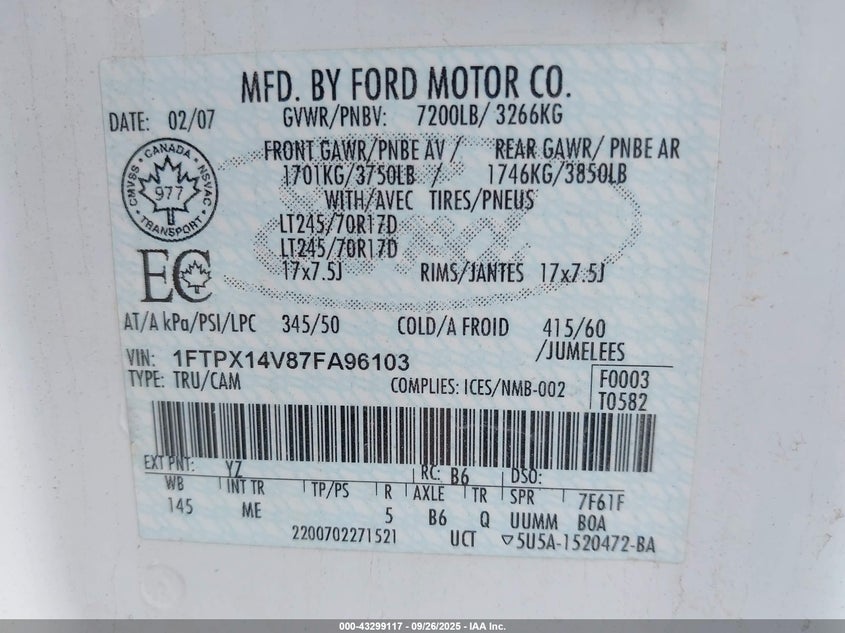 MFD. BY FORD MOTOR CO.
DATE: 02/07 GVWR/PNBV: 7200LB/ 3266KG
FRONT GAWR/PNBE AV / REAR GAWR/ PNBE AR
1701KG/3750LB / 1746KG/3850LB
WITH/AVEC TIRES/PNEUS
LT245/70R17D
LT245/70R17D
17x7.5J RIMS/JANTES 17x7.5J
CANADA
CMVSS NSVAC
977
TRANSPORT
EC
AT/A kPa/PSI/LPC 345/50 COLD/A FROID 415/60
/JUMELEES
VIN: 1FTPX14V87FA96103
TYPE: TRU/CAM COMPLIES: ICES/NMB-002
F0003
T0582
EXT PNT: YZ RC: B6 DSO:
WB INT TR TP/PS R AXLE TR SPR 7F61F
145 ME 5 B6 Q UUMM BOA
2200702271521 UCT ▽5U5A-1520472-BA
000-43299117 - 09/26/2025 - IAA Inc.